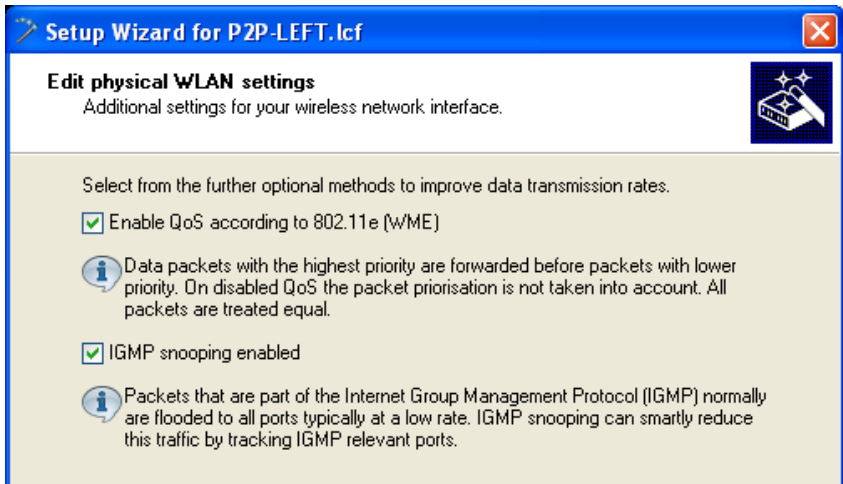 Setup Wizard for P2P-LEFT.lcf
Edit physical WLAN settings
Additional settings for your wireless network interface.
Select from the further optional methods to improve data transmission rates.
Enable QoS according to 802.11e (WME)
Data packets with the highest priority are forwarded before packets with lower
priority. On disabled QoS the packet priorisation is not taken into account. All
packets are treated equal.
IGMP snooping enabled
Packets that are part of the Internet Group Management Protocol (IGMP) normally
are flooded to all ports typically at a low rate. IGMP snooping can smartly reduce
this traffic by tracking IGMP relevant ports.